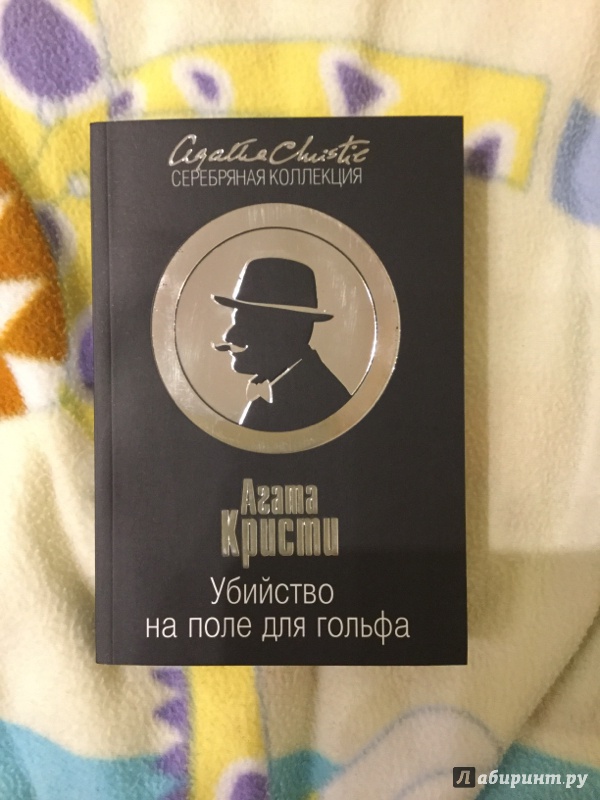 Agatha Christie
СЕРЕБРЯНАЯ КОЛЛЕКЦИЯ
Агата
Кристи
Убийство
на поле для гольфа
Лабиринт.ру